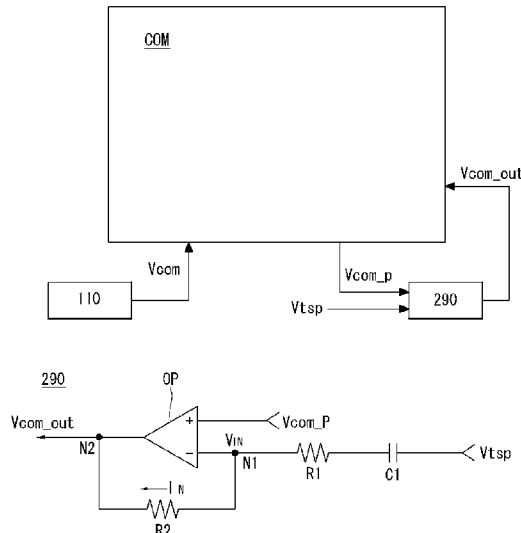 COM
Vcom_out
Vcom
Vcom_p
110
290
Vtsp
290
OP
Vcom_out
+
Vcom_P
N2
−
VIN
N1
Vtsp
R1
C1
IN
R2